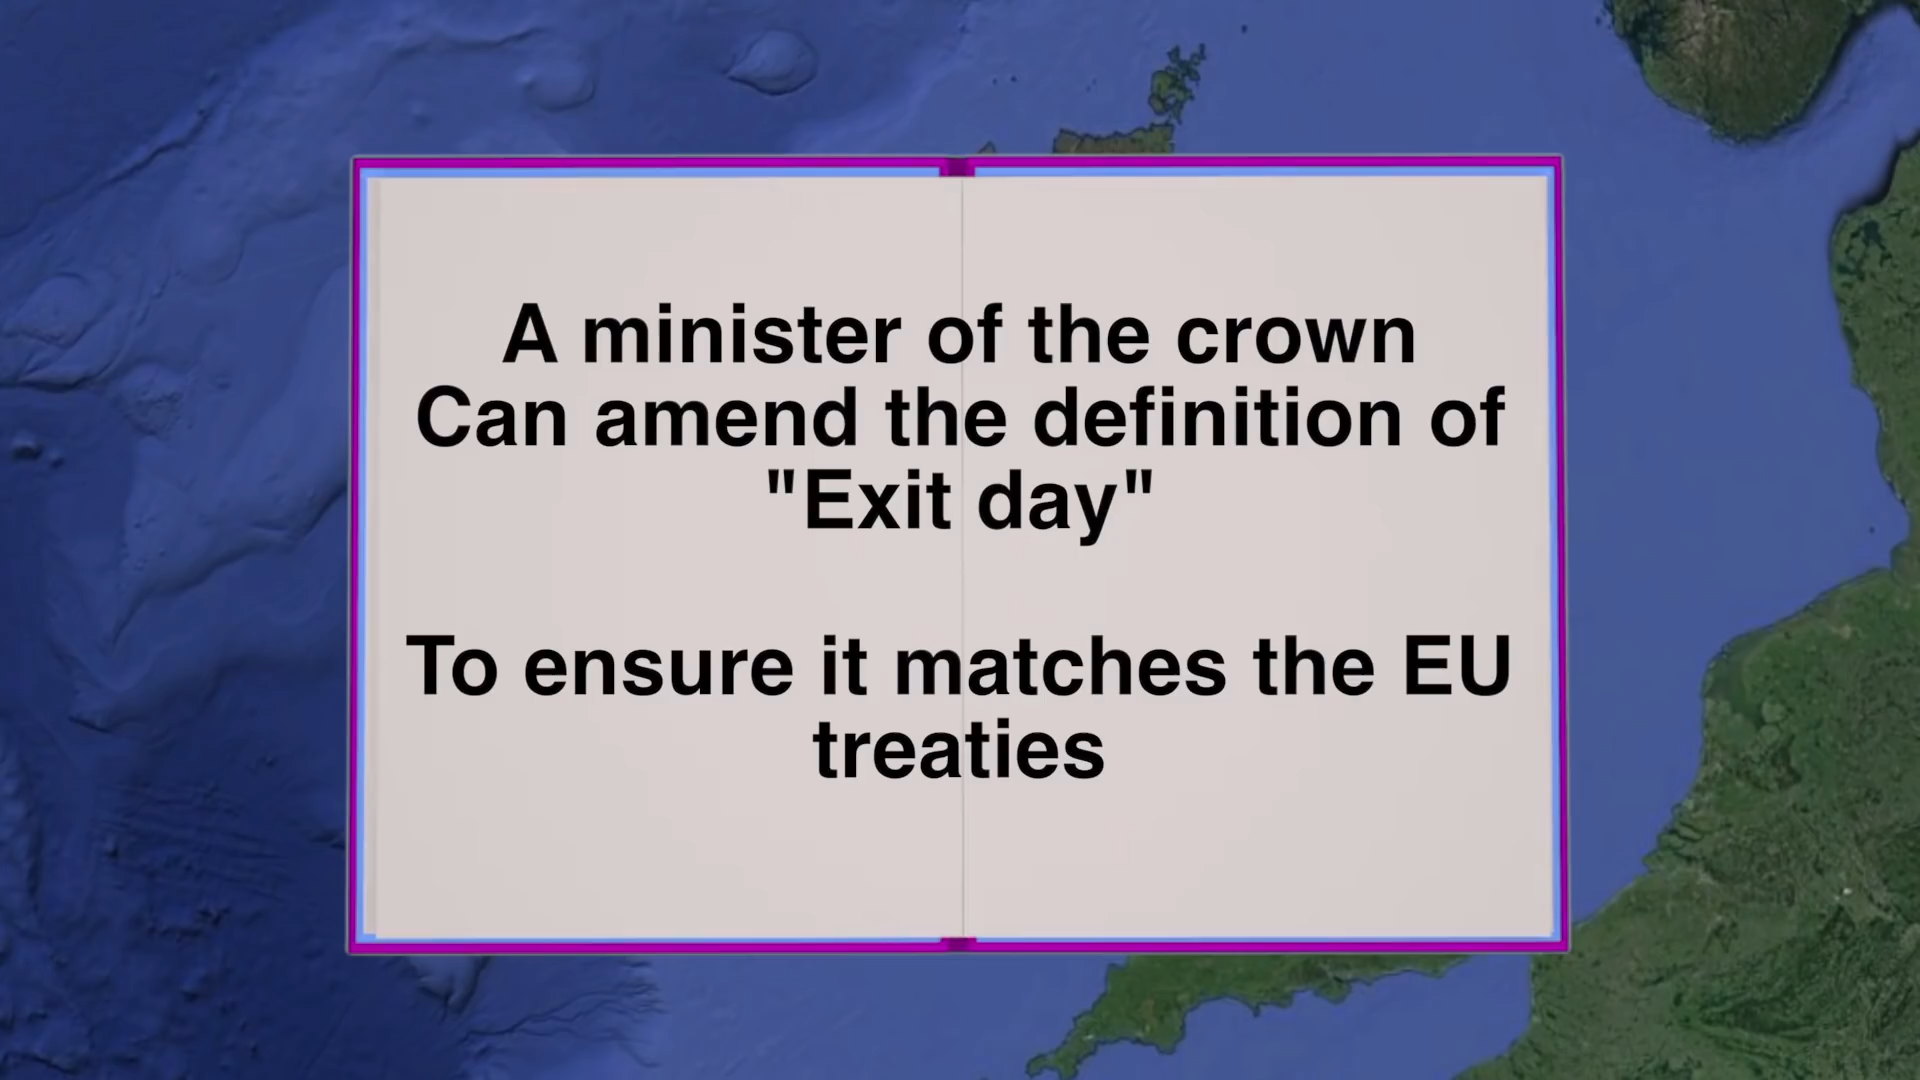 A minister of the crown
Can amend the definition of
"Exit day"
To ensure it matches the EU
treaties